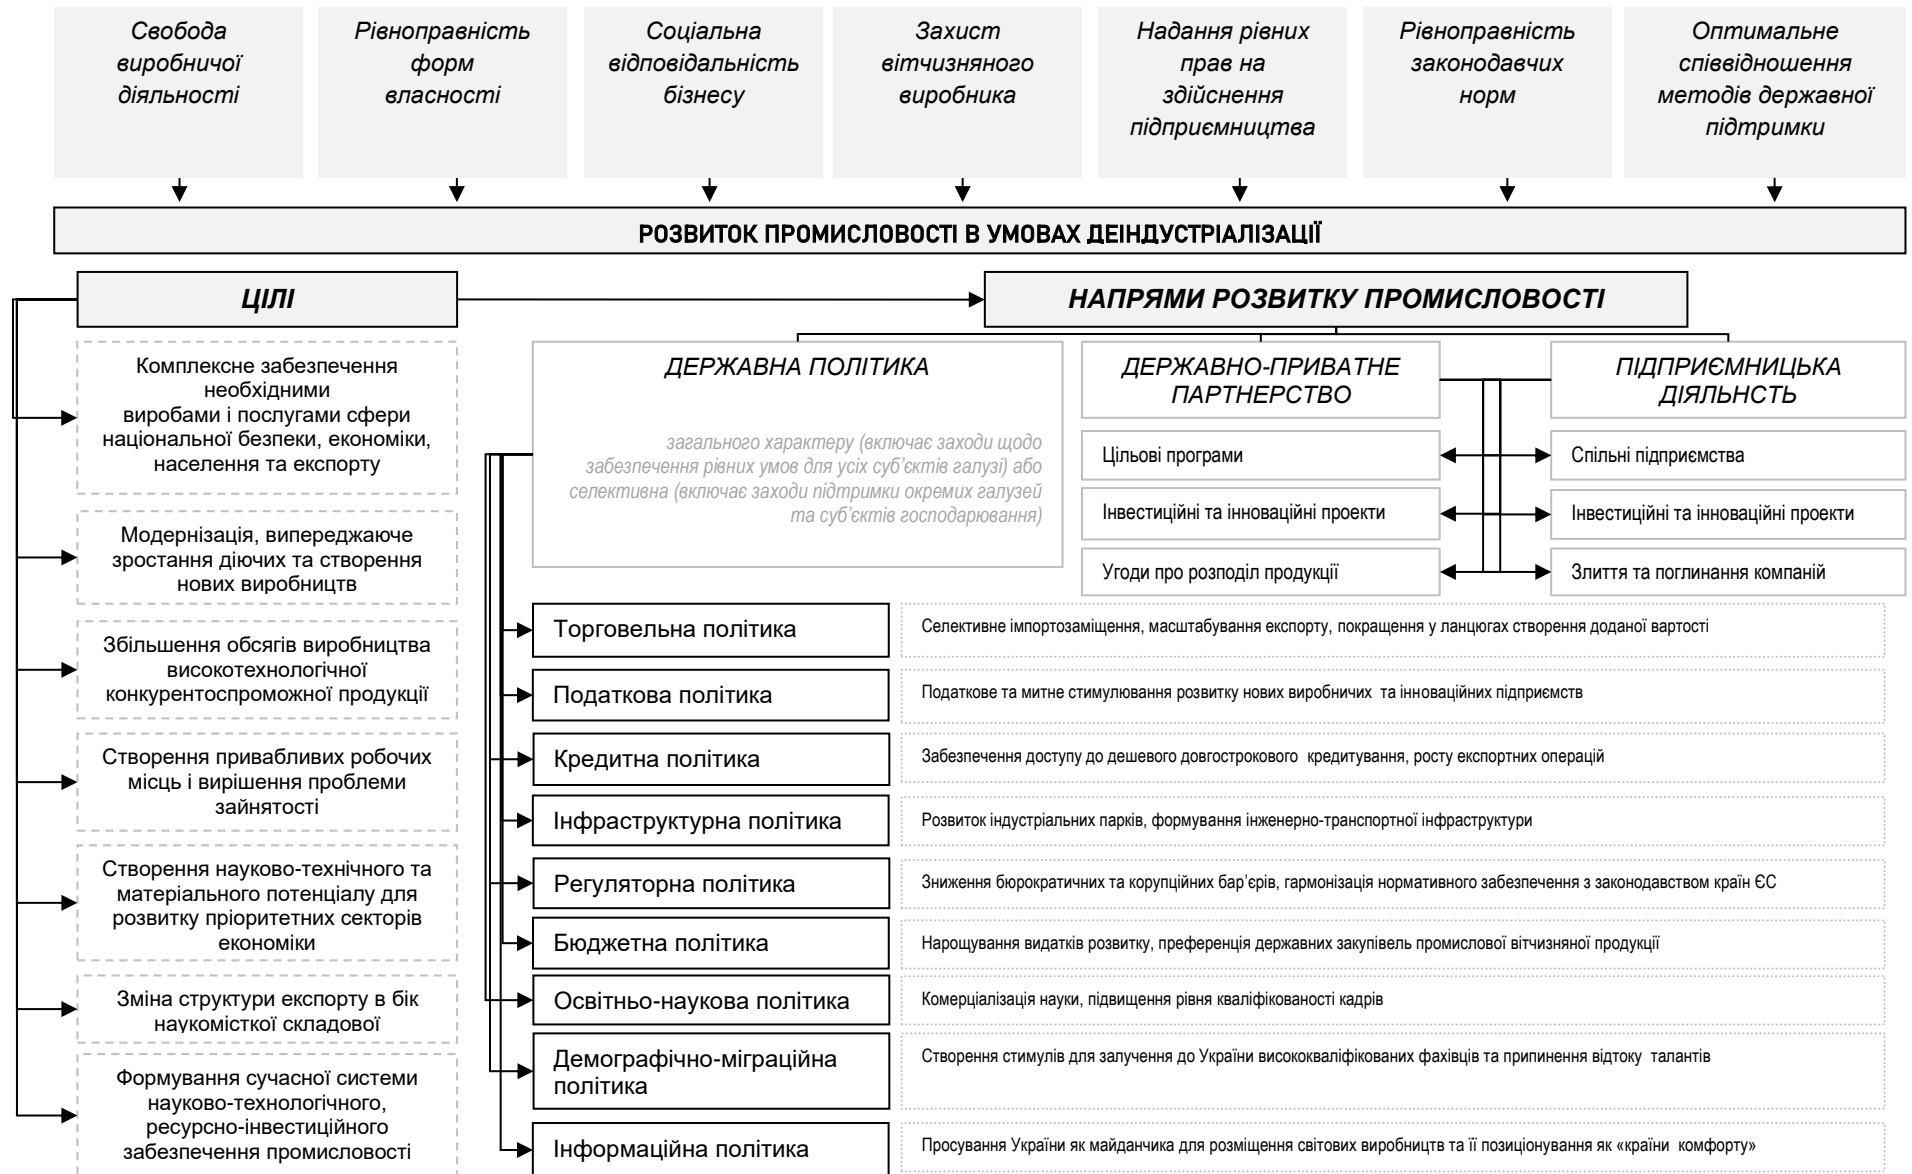 Свобода
виробничої
діяльності
Рівноправність
форм
власності
Соціальна
відповідальність
бізнесу
Захист
вітчизняного
виробника
Надання рівних
прав на
здійснення
підприємництва
Рівноправність
законодавчих
норм
Оптимальне
співвідношення
методів державної
підтримки
РОЗВИТОК ПРОМИСЛОВОСТІ В УМОВАХ ДЕІНДУСТРІАЛІЗАЦІЇ
ЦІЛІ
Комплексне забезпечення
необхідними
виробами і послугами сфери
національної безпеки, економіки,
населення та експорту
Модернізація, випереджаюче
зростання діючих та створення
нових виробництв
Збільшення обсягів виробництва
високотехнологічної
конкурентоспроможної продукції
Створення привабливих робочих
місць і вирішення проблеми
зайнятості
Створення науково-технічного та
матеріального потенціалу для
розвитку пріоритетних секторів
економіки
Зміна структури експорту в бік
наукомісткої складової
Формування сучасної системи
науково-технологічного,
ресурсно-інвестиційного
забезпечення промисловості
НАПРЯМИ РОЗВИТКУ ПРОМИСЛОВОСТІ
ДЕРЖАВНА ПОЛІТИКА
загального характеру (включає заходи щодо
забезпечення рівних умов для усіх суб’єктів галузі) або
селективна (включає заходи підтримки окремих галузей
та суб’єктів господарювання)
ДЕРЖАВНО-ПРИВАТНЕ
ПАРТНЕРСТВО
Цільові програми
Інвестиційні та інноваційні проекти
Угоди про розподіл продукції
ПІДПРИЄМНИЦЬКА
ДІЯЛЬНСТЬ
Спільні підприємства
Інвестиційні та інноваційні проекти
Злиття та поглинання компаній
Торговельна політика
Селективне імпортозаміщення, масштабування експорту, покращення у ланцюгах створення доданої вартості
Податкова політика
Податкове та митне стимулювання розвитку нових виробничих та інноваційних підприємств
Кредитна політика
Забезпечення доступу до дешевого довгострокового кредитування, росту експортних операцій
Інфраструктурна політика
Розвиток індустріальних парків, формування інженерно-транспортної інфраструктури
Регуляторна політика
Зниження бюрократичних та корупційних бар’єрів, гармонізація нормативного забезпечення з законодавством країн ЄС
Бюджетна політика
Нарощування видатків розвитку, преференція державних закупівель промислової вітчизняної продукції
Освітньо-наукова політика
Комерціалізація науки, підвищення рівня кваліфікованості кадрів
Демографічно-міграційна
політика
Створення стимулів для залучення до України висококваліфікованих фахівців та припинення відтоку талантів
Інформаційна політика
Просування України як майданчика для розміщення світових виробництв та її позиціонування як «країни комфорту»